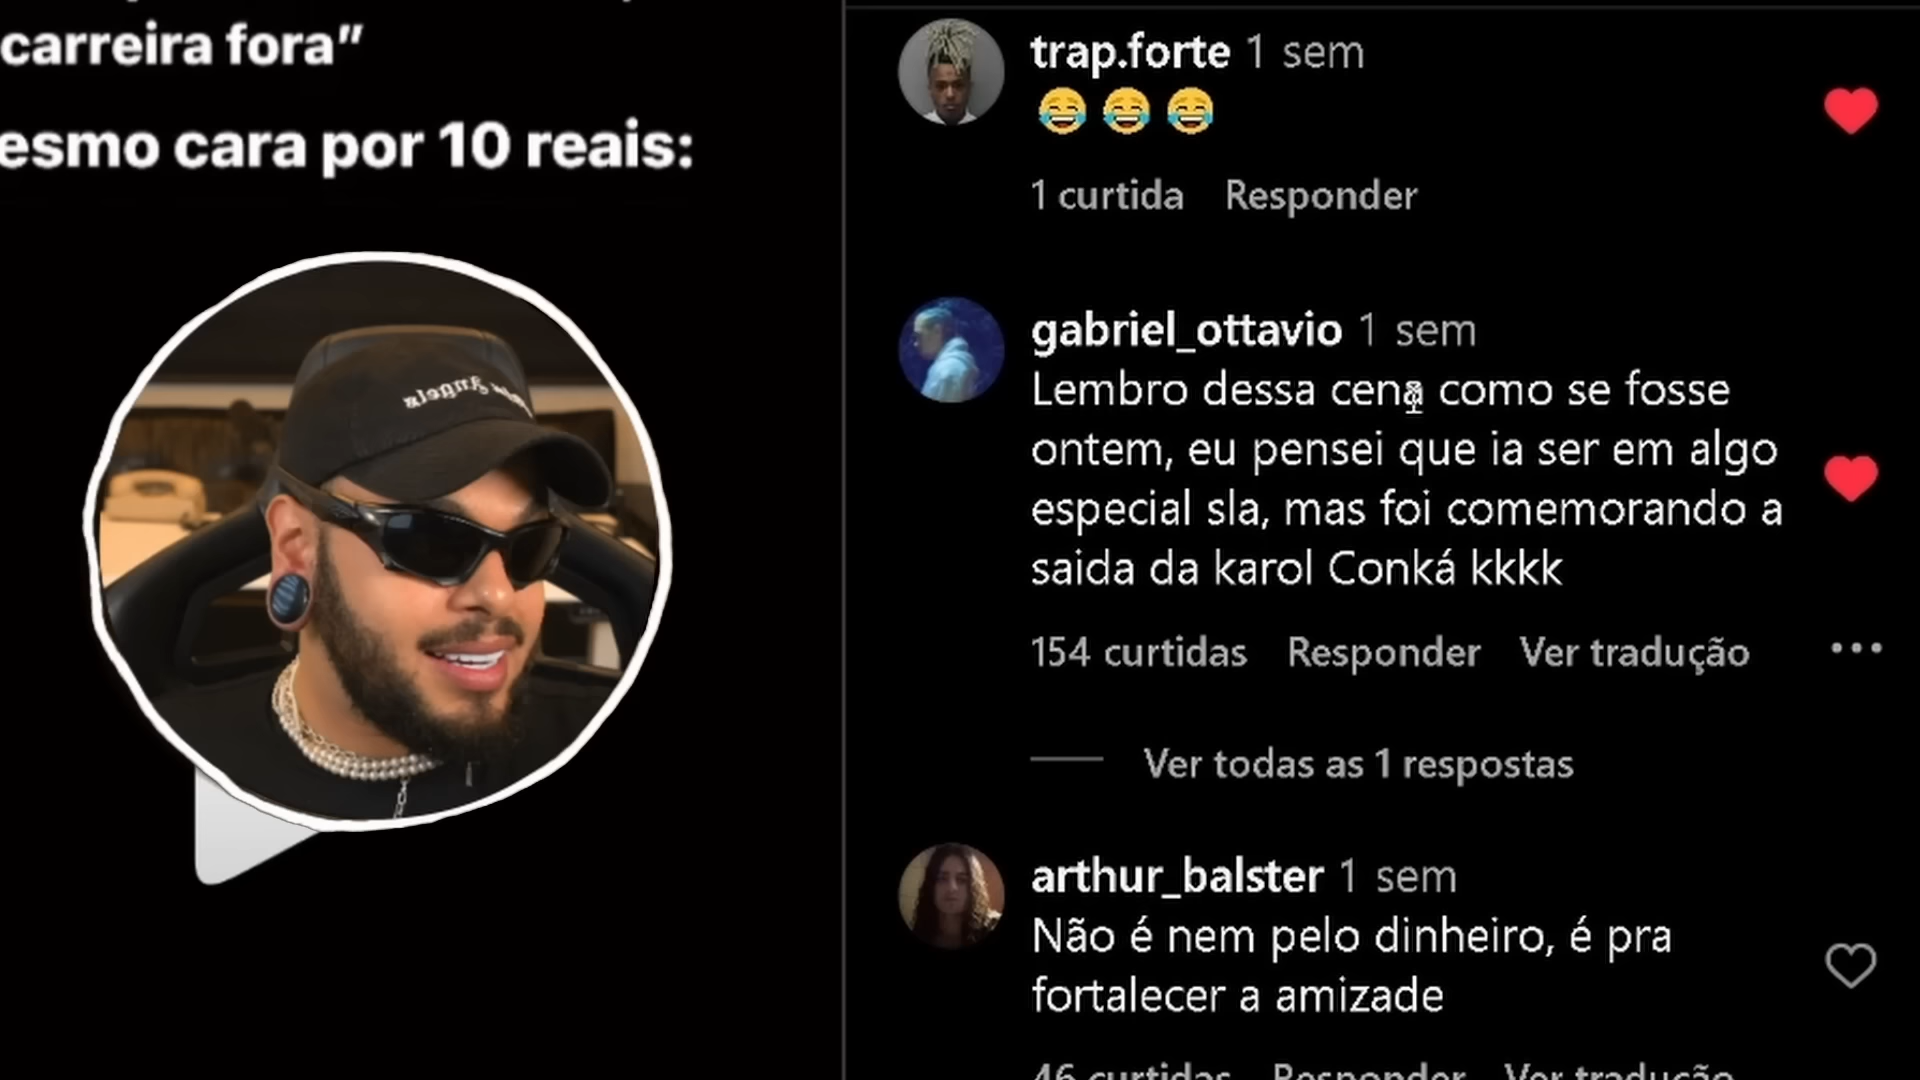 carreira fora”
esmo cara por 10 reais:
trap.forte 1 sem
😂 😂 😂
1 curtida Responder
gabriel_ottavio 1 sem
Lembro dessa cena como se fosse
ontem, eu pensei que ia ser em algo
especial sla, mas foi comemorando a
saida da karol Conká kkkk
154 curtidas Responder Ver tradução
Ver todas as 1 respostas
arthur_balster 1 sem
Não é nem pelo dinheiro, é pra
fortalecer a amizade
46 curtidas Responder Ver tradução